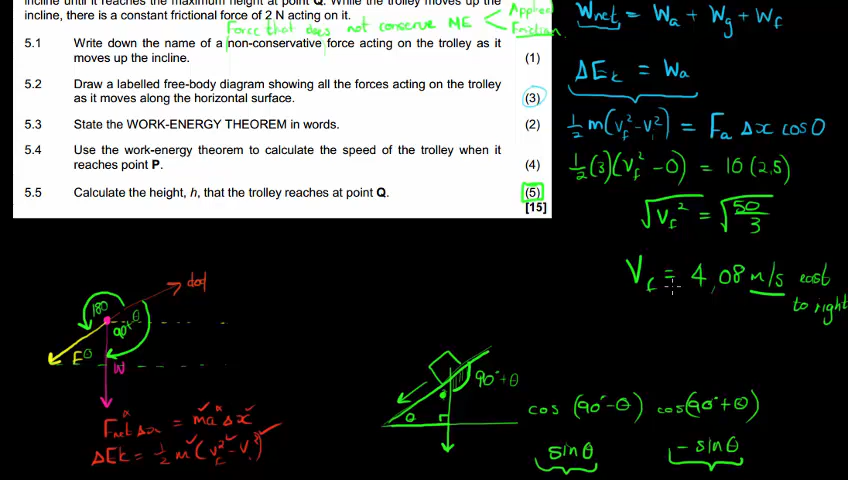 incline until it reaches the maximum height at point Q. While the trolley moves up the
incline, there is a constant frictional force of 2 N acting on it.
Force that does not conserve ME < Applied
Friction
5.1 Write down the name of a non-conservative force acting on the trolley as it
moves up the incline. (1)
5.2 Draw a labelled free-body diagram showing all the forces acting on the trolley
as it moves along the horizontal surface. (3)
5.3 State the WORK-ENERGY THEOREM in words. (2)
5.4 Use the work-energy theorem to calculate the speed of the trolley when it
reaches point P. (4)
5.5 Calculate the height, h, that the trolley reaches at point Q. (5)
[15]
Wnet = Wa + Wg + Wf
ΔEk = Wa
½ m(vf² - vi²) = Fa Δx cos0
½(3)(vf² - 0) = 10(2,5)
√vf² = √50/3
Vf = 4,08 m/s east
to right
dof
180
90+θ
W
Fnet Δx = ma Δx
ΔEk = ½ m(vf² - vi²)
90°+θ
θ
cos (90°-θ) cos(90°+θ)
sinθ -sinθ